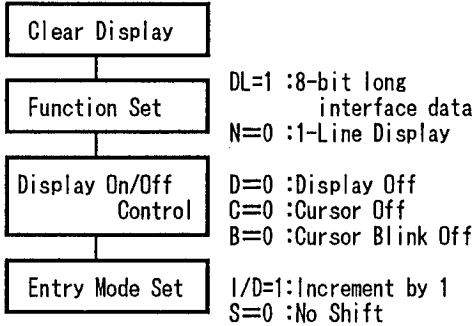 Clear Display
Function Set
DL=1 :8-bit long
interface data
N=0 :1-Line Display
Display On/Off
Control
D=0 :Display Off
C=0 :Cursor Off
B=0 :Cursor Blink Off
Entry Mode Set
I/D=1:Increment by 1
S=0 :No Shift